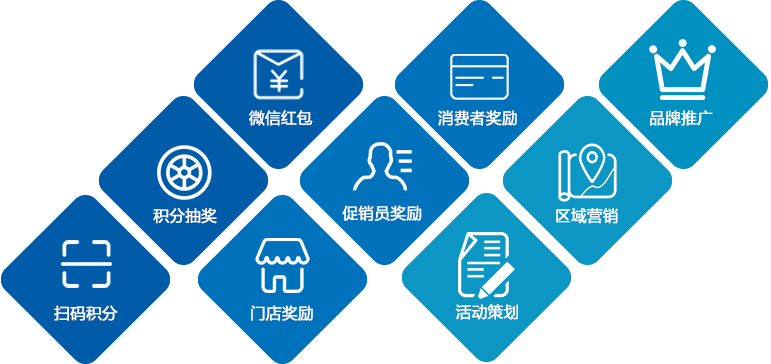 微信红包
消费者奖励
品牌推广
积分抽奖
促销员奖励
区域营销
扫码积分
门店奖励
活动策划